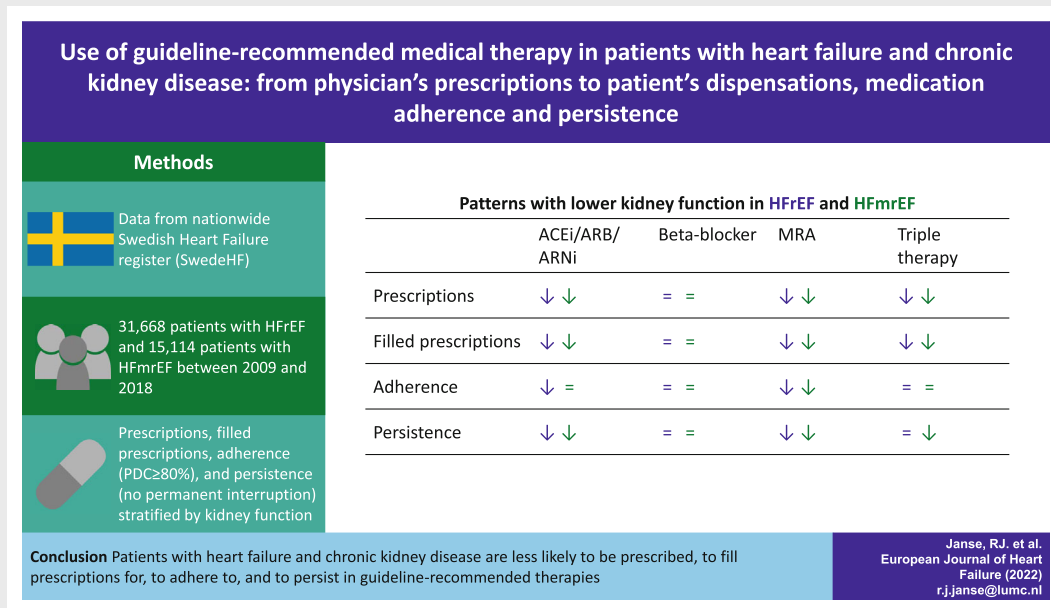 Use of guideline-recommended medical therapy in patients with heart failure and chronic
kidney disease: from physician's prescriptions to patient's dispensations, medication
adherence and persistence
Methods
Data from nationwide
Swedish Heart Failure
register (SwedeHF)
31,668 patients with HFrEF
and 15,114 patients with
HFmrEF between 2009 and
2018
Prescriptions, filled
prescriptions, adherence
(PDC≥80%), and persistence
(no permanent interruption)
stratified by kidney function
Patterns with lower kidney function in HFrEF and HFmrEF
ACEi/ARB/ Beta-blocker MRA Triple
ARNi therapy
Prescriptions ↓ ↓ = = ↓ ↓ ↓ ↓
Filled prescriptions ↓ ↓ = = ↓ ↓ ↓ ↓
Adherence ↓ = = = ↓ ↓ = =
Persistence ↓ ↓ = = ↓ ↓ = ↓
Conclusion Patients with heart failure and chronic kidney disease are less likely to be prescribed, to fill
prescriptions for, to adhere to, and to persist in guideline-recommended therapies
Janse, RJ. et al.
European Journal of Heart
Failure (2022)
r.j.janse@lumc.nl